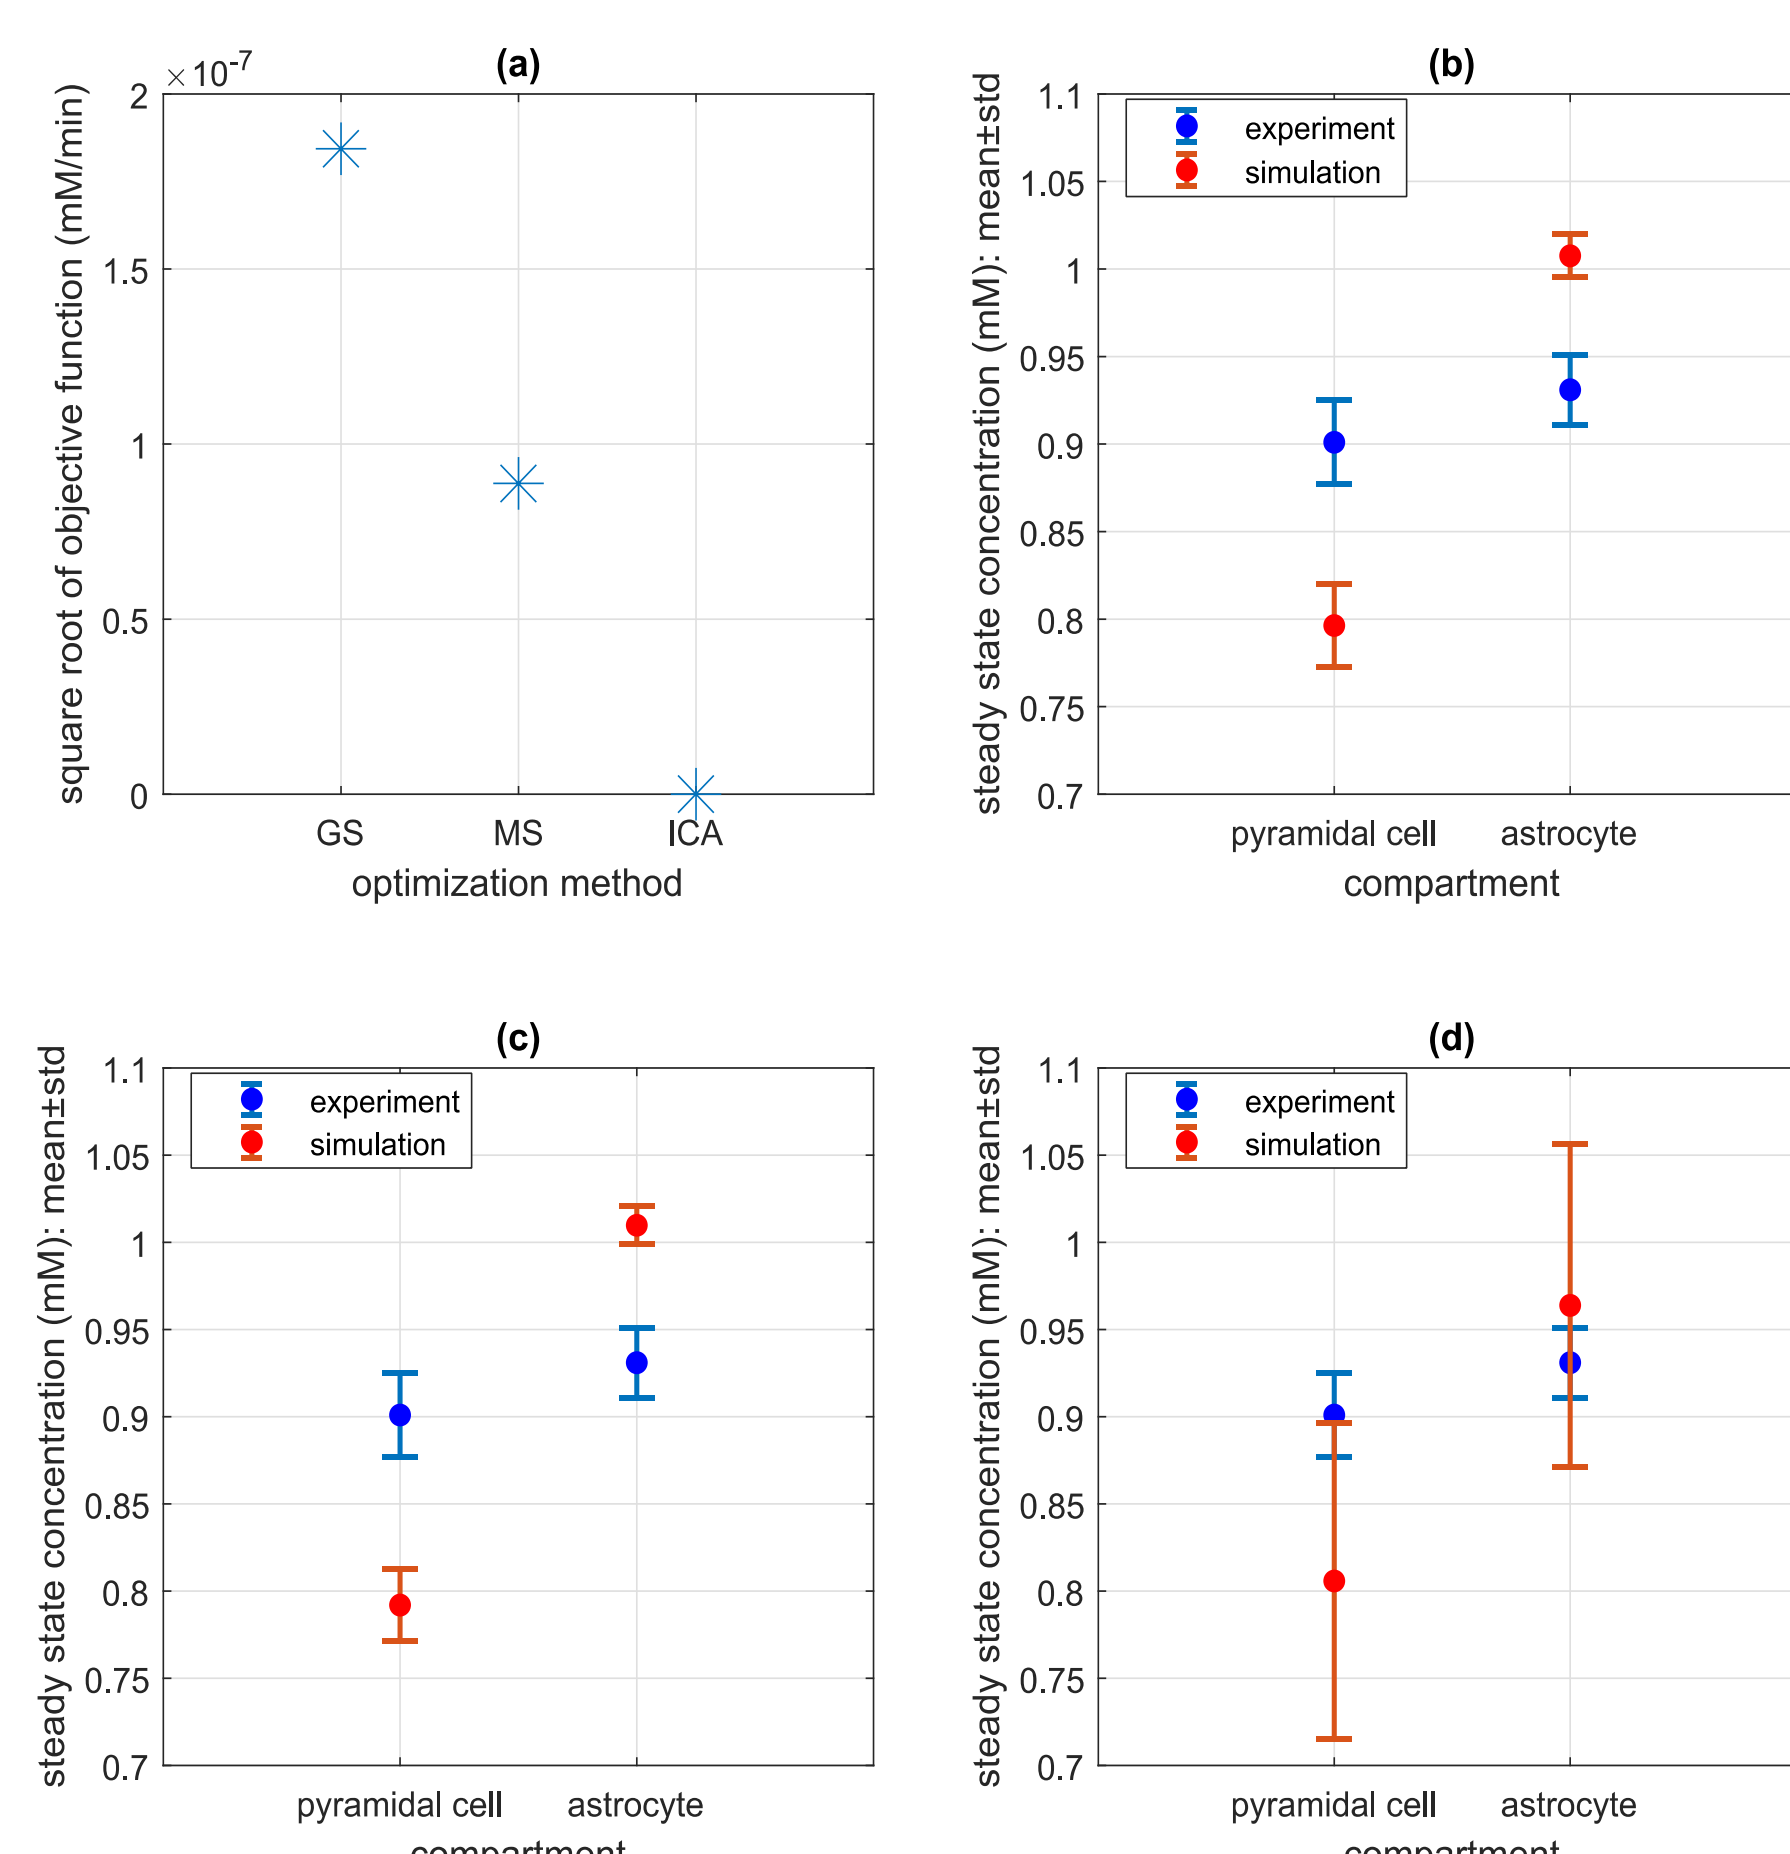 (a)
×10-7
2
1.5
1
0.5
0
square root of objective function (mM/min)
GS MS ICA
optimization method
(b)
1.1
1.05
1
0.95
0.9
0.85
0.8
0.75
0.7
steady state concentration (mM): mean±std
experiment
simulation
pyramidal cell astrocyte
compartment
(c)
1.1
1.05
1
0.95
0.9
0.85
0.8
0.75
0.7
steady state concentration (mM): mean±std
experiment
simulation
pyramidal cell astrocyte
compartment
(d)
1.1
1.05
1
0.95
0.9
0.85
0.8
0.75
0.7
steady state concentration (mM): mean±std
experiment
simulation
pyramidal cell astrocyte
compartment